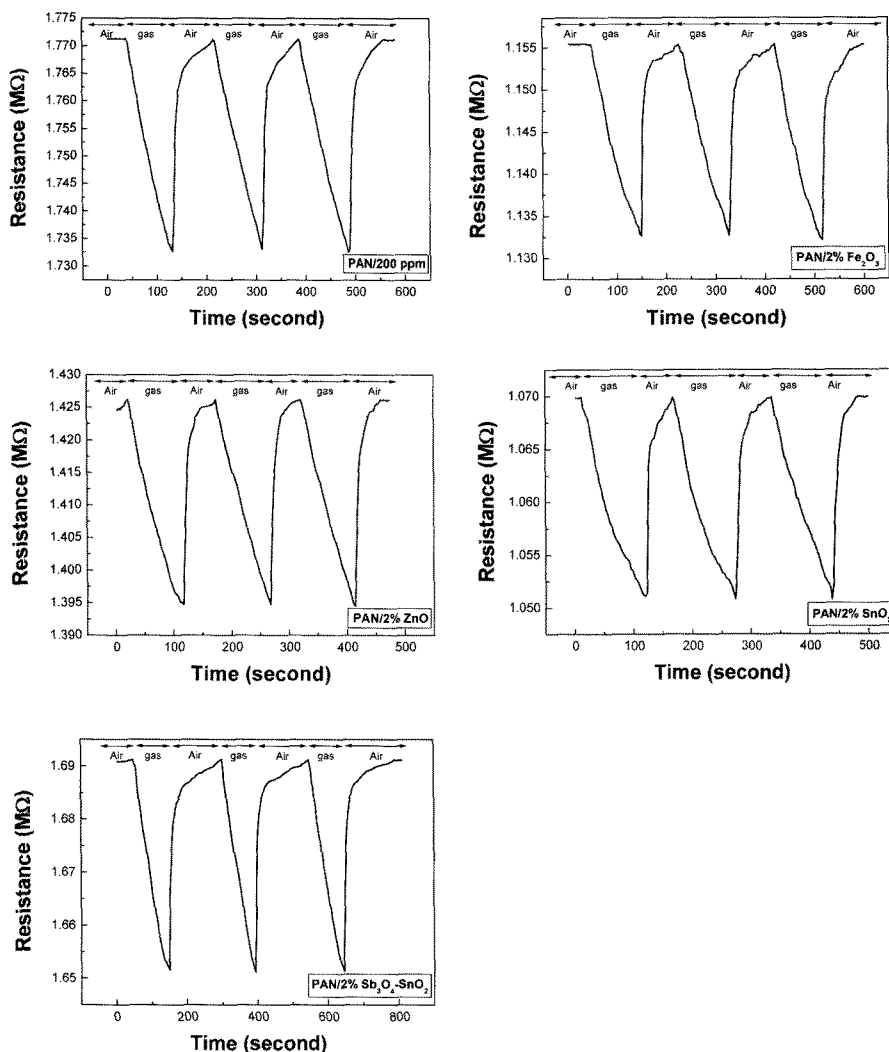 Air gas Air gas Air gas Air
Resistance (MΩ)
1.775
1.770
1.765
1.760
1.755
1.750
1.745
1.740
1.735
1.730
PAN/200 ppm
0 100 200 300 400 500 600
Time (second)
Air gas Air gas Air gas Air
Resistance (MΩ)
1.155
1.150
1.145
1.140
1.135
1.130
PAN/2% Fe₂O₃
0 100 200 300 400 500 600
Time (second)
Air gas Air gas Air gas Air
Resistance (MΩ)
1.430
1.425
1.420
1.415
1.410
1.405
1.400
1.395
1.390
PAN/2% ZnO
0 100 200 300 400 500
Time (second)
Air gas Air gas Air gas Air
Resistance (MΩ)
1.070
1.065
1.060
1.055
1.050
PAN/2% SnO₂
0 100 200 300 400 500
Time (second)
Air gas Air gas Air gas Air
Resistance (MΩ)
1.69
1.68
1.67
1.66
1.65
PAN/2% Sb₃O₄-SnO₂
0 200 400 600 800
Time (second)